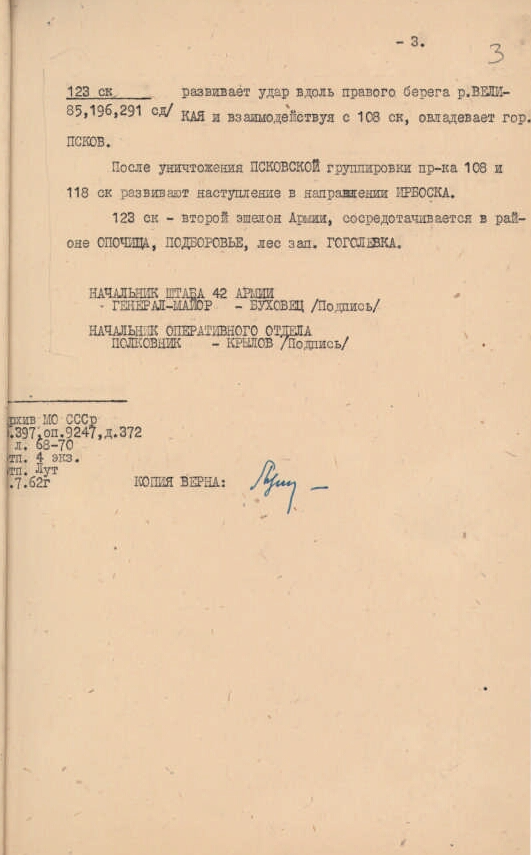 - 3.
3
123 ск развивает удар вдоль правого берега р.ВЕЛИ-
85,196,291 сд/ КАЯ и взаимодействуя с 108 ск, овладевает гор.
ПСКОВ.
После уничтожения ПСКОВСКОЙ группировки пр-ка 108 и
118 ск развивают наступление в направлении ИРБОСКА.
123 ск - второй эшелон Армии, сосредотачивается в рай-
оне ОПОЧИЦА, ПОДБОРОВЬЕ, лес зап. ГОГОЛЕВКА.
НАЧАЛЬНИК ШТАБА 42 АРМИИ
- ГЕНЕРАЛ-МАЙОР - БУХОВЕЦ /Подпись/
НАЧАЛЬНИК ОПЕРАТИВНОГО ОТДЕЛА
ПОЛКОВНИК - КРЫЛОВ /Подпись/
рхив МО СССр
.397,оп.9247,д.372
л. 68-70
тп. 4 экз.
тп. Лут
.7.62г
КОПИЯ ВЕРНА: